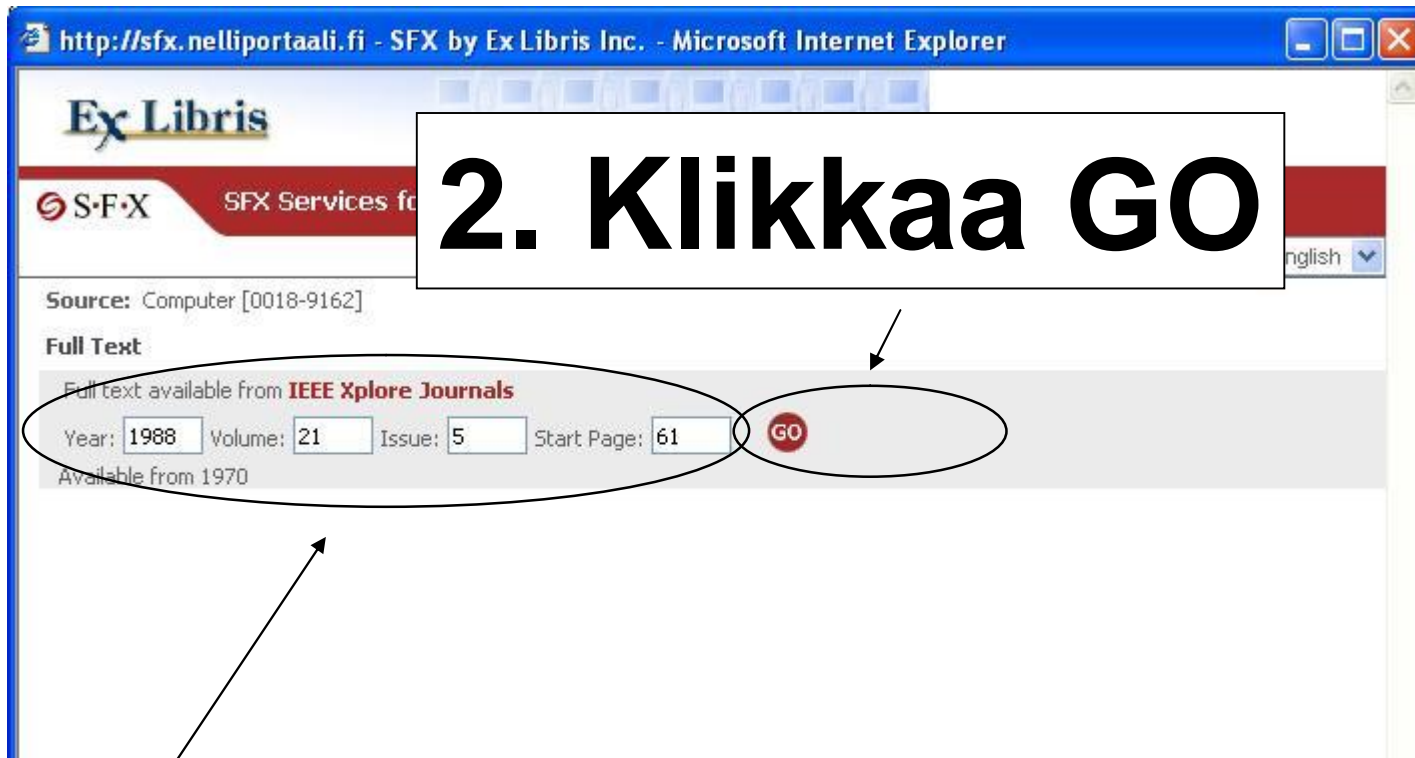 http://sfx.nelliportaali.fi - SFX by Ex Libris Inc. - Microsoft Internet Explorer
Ex Libris
2. Klikkaa GO
S·F·X SFX Services fo
nglish
Source: Computer [0018-9162]
Full Text
Full text available from IEEE Xplore Journals
Year: 1988 Volume: 21 Issue: 5 Start Page: 61 GO
Available from 1970